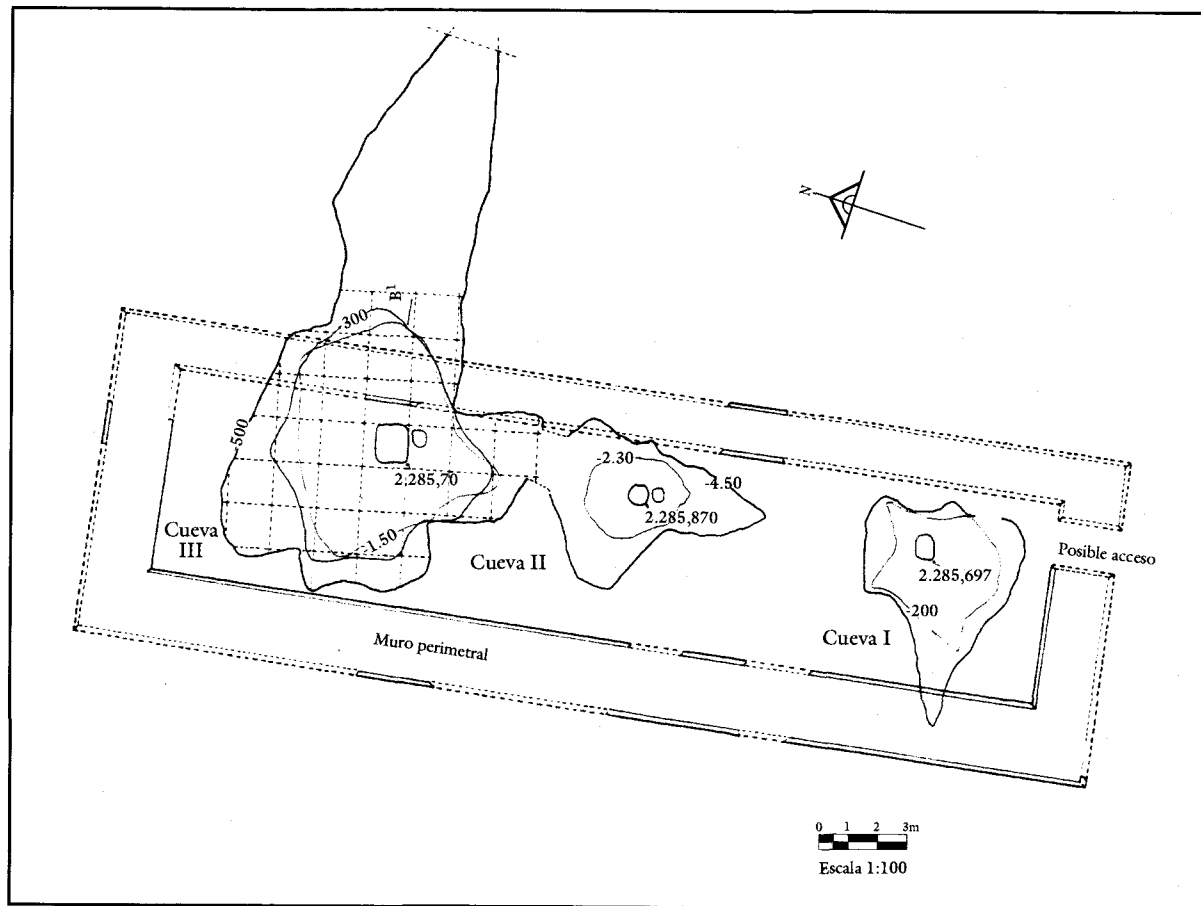 N
B¹
-300
-500
-2.30
-4.50
2.285,70
2.285,870
Cueva
III
-1.50
Cueva II
Posible acceso
2.285,697
-200
Cueva I
Muro perimetral
0 1 2 3m
Escala 1:100